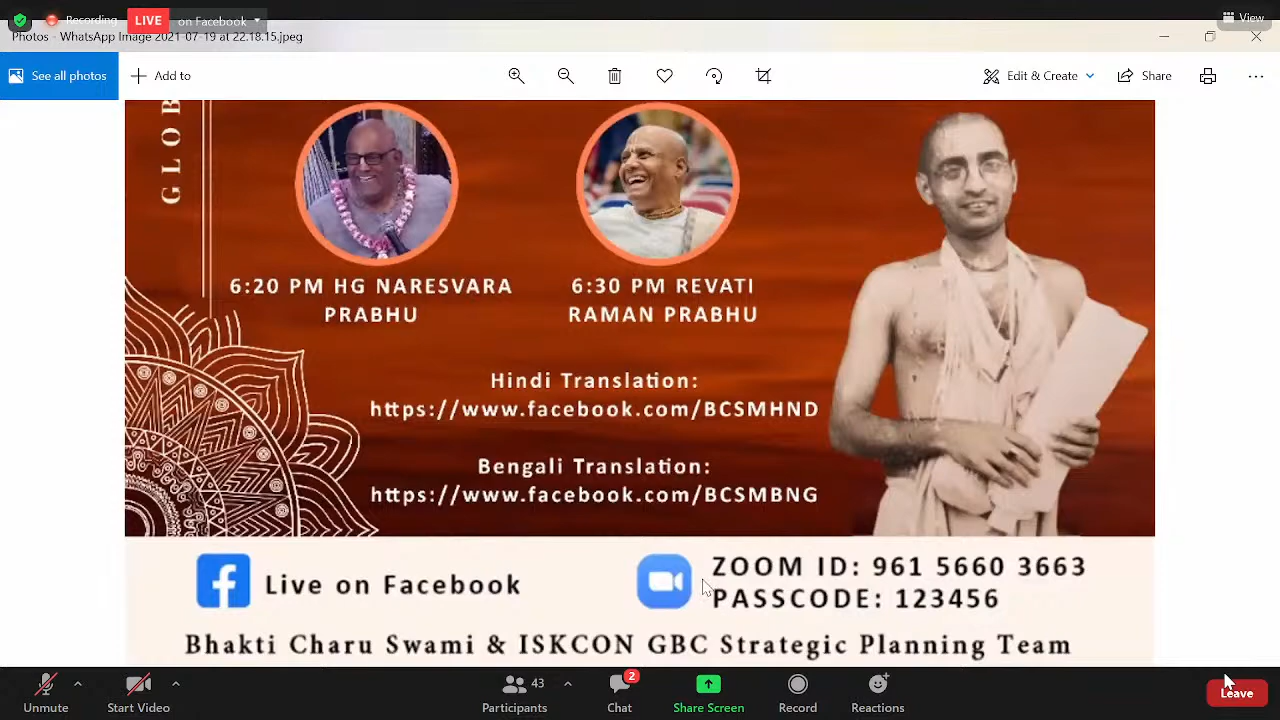 Recording
LIVE
on Facebook
View
Photos - WhatsApp Image 2021-07-19 at 22.18.15.jpeg
See all photos
Add to
Edit & Create
Share
GLOB
6:20 PM HG NARESVARA
PRABHU
6:30 PM REVATI
RAMAN PRABHU
Hindi Translation:
https://www.facebook.com/BCSMHND
Bengali Translation:
https://www.facebook.com/BCSMBNG
Live on Facebook
ZOOM ID: 961 5660 3663
PASSCODE: 123456
Bhakti Charu Swami & ISKCON GBC Strategic Planning Team
Unmute
Start Video
43
Participants
2
Chat
Share Screen
Record
Reactions
Leave